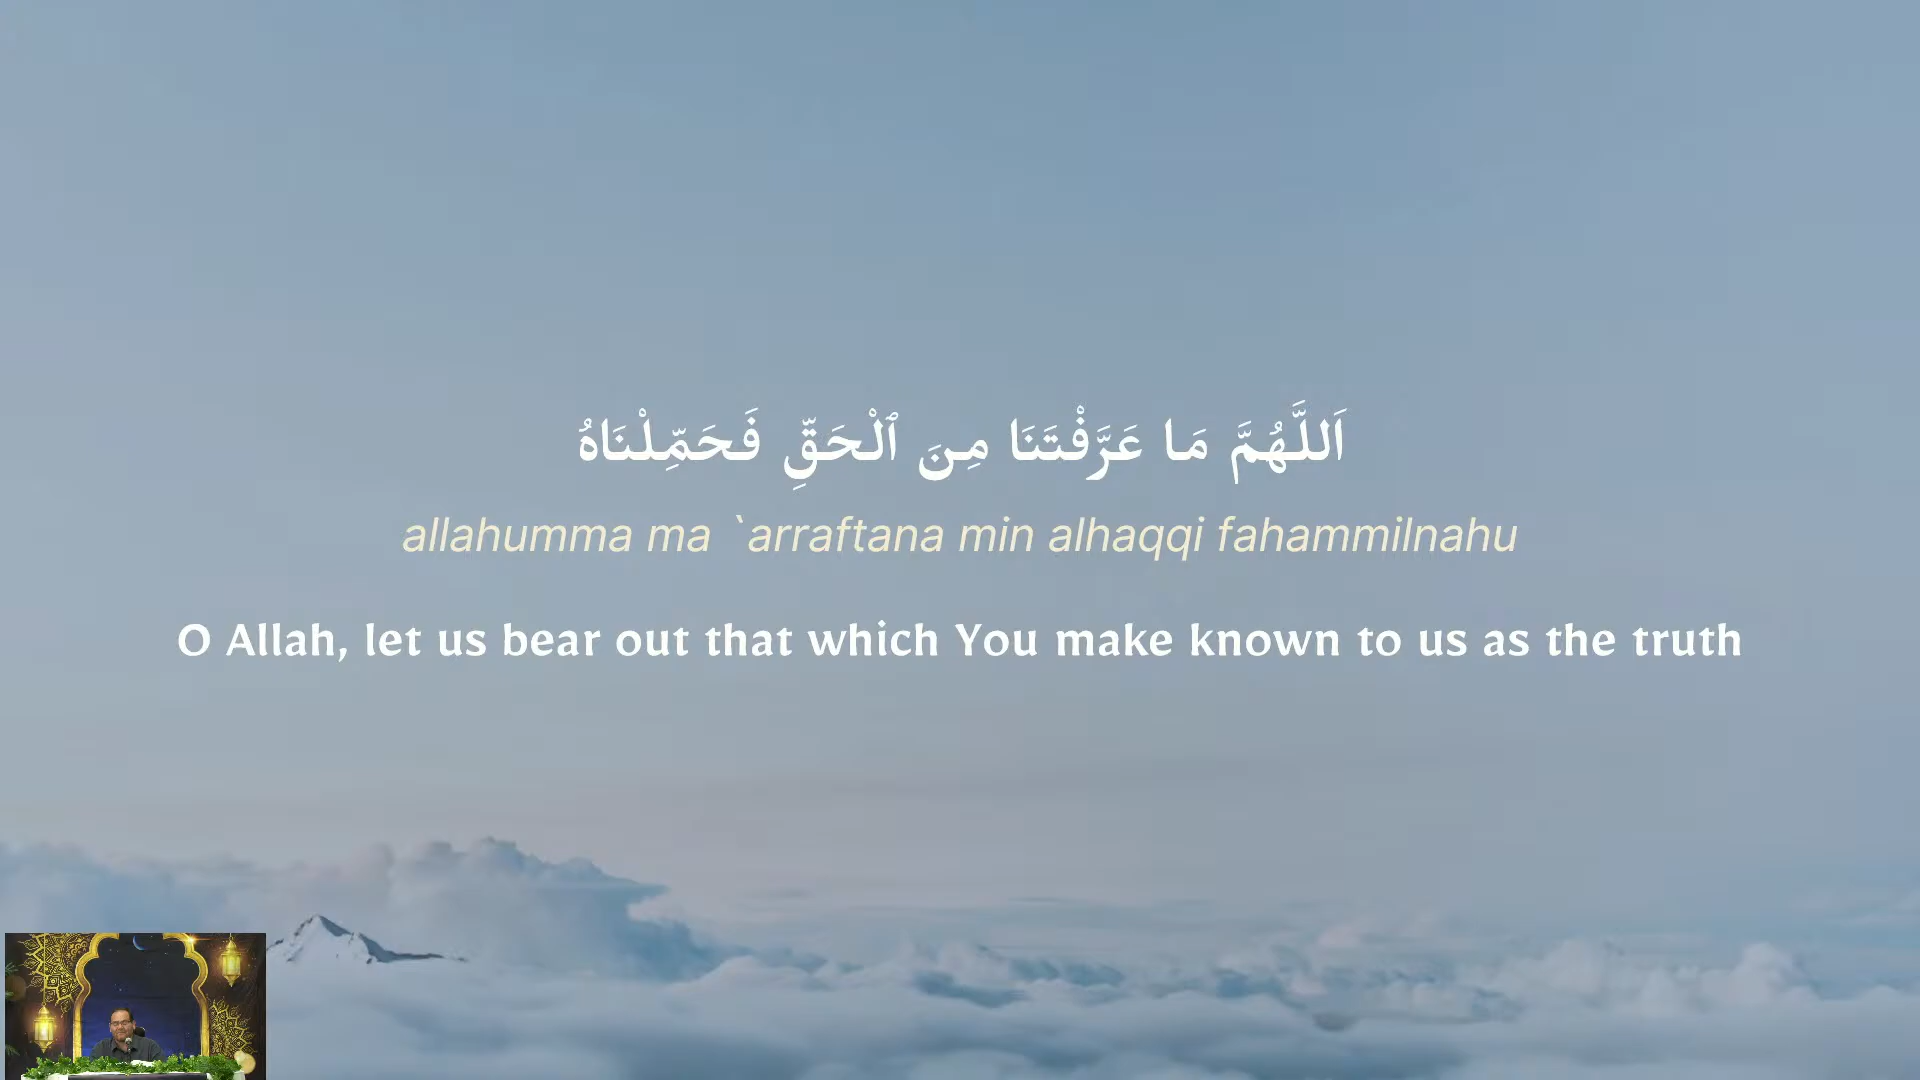 اَللَّهُمَّ مَا عَرَّفْتَنَا مِنَ ٱلْحَقِّ فَحَمِّلْنَاهُ
allahumma ma `arraftana min alhaqqi fahammilnahu
O Allah, let us bear out that which You make known to us as the truth